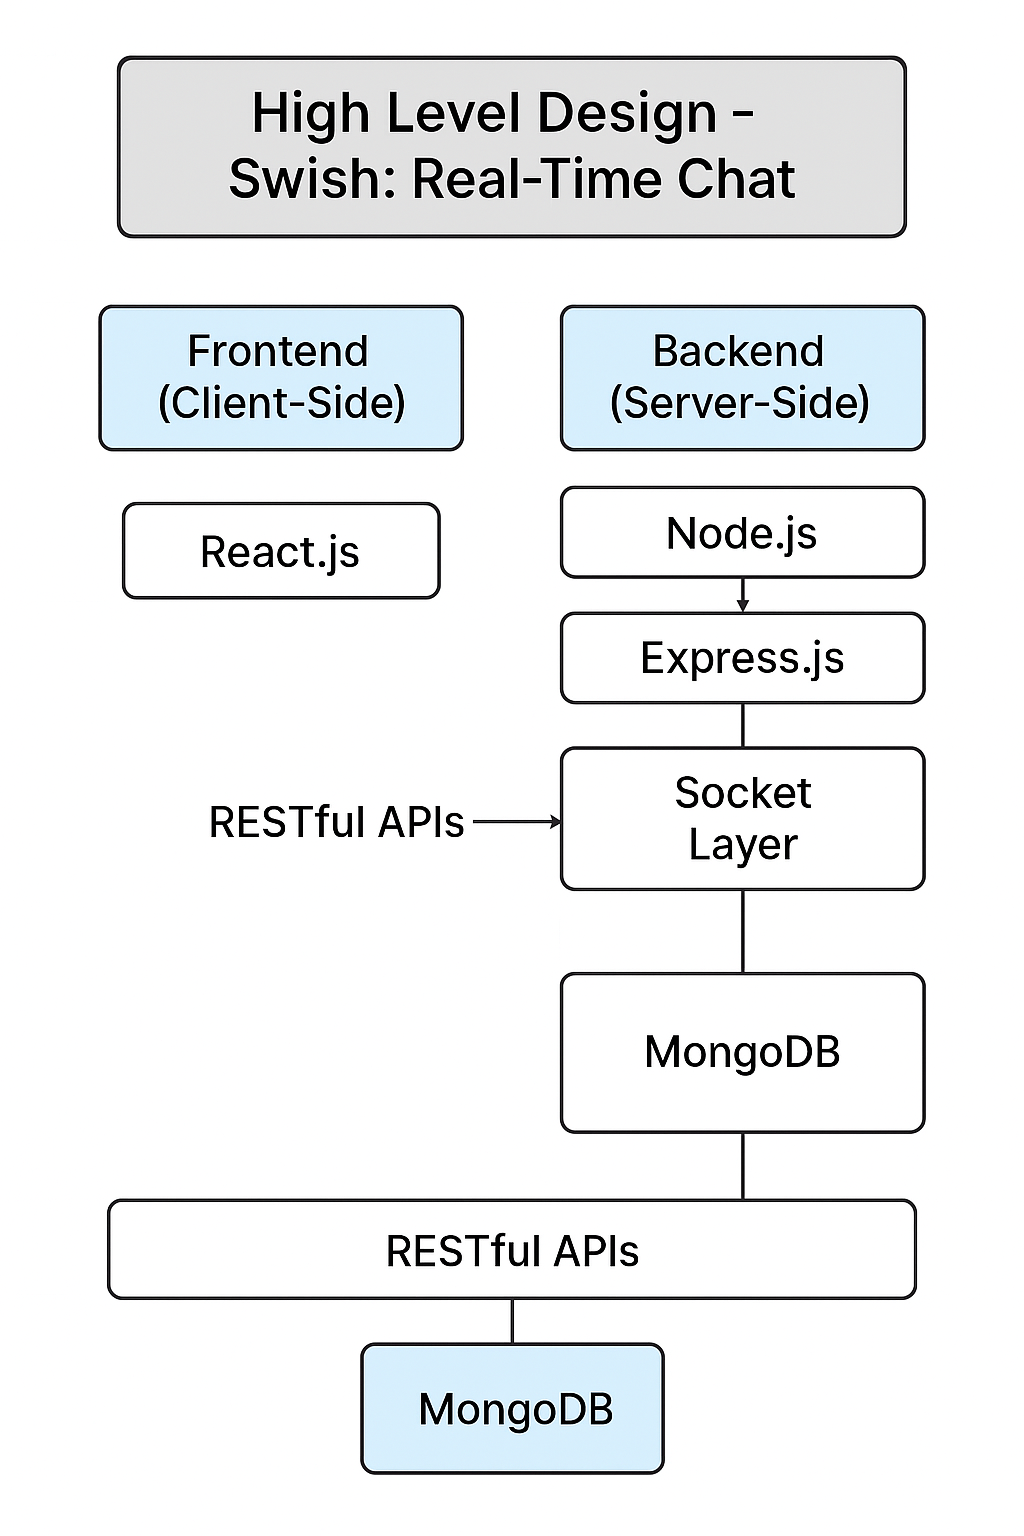 High Level Design –
Swish: Real-Time Chat
Frontend
(Client-Side)
Backend
(Server-Side)
React.js
Node.js
Express.js
RESTful APIs
Socket
Layer
MongoDB
RESTful APIs
MongoDB